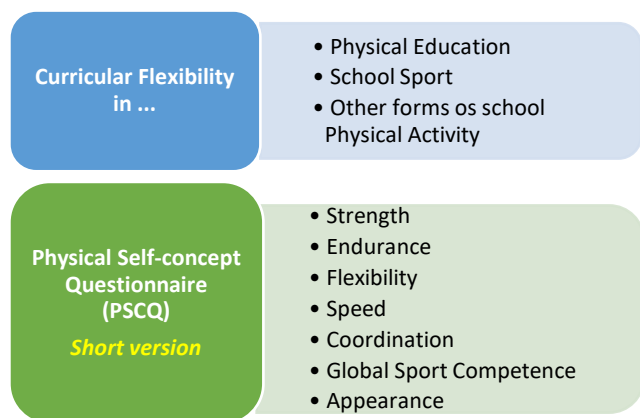 Curricular Flexibility
in ...
• Physical Education
• School Sport
• Other forms os school
Physical Activity
Physical Self-concept
Questionnaire
(PSCQ)
Short version
• Strength
• Endurance
• Flexibility
• Speed
• Coordination
• Global Sport Competence
• Appearance